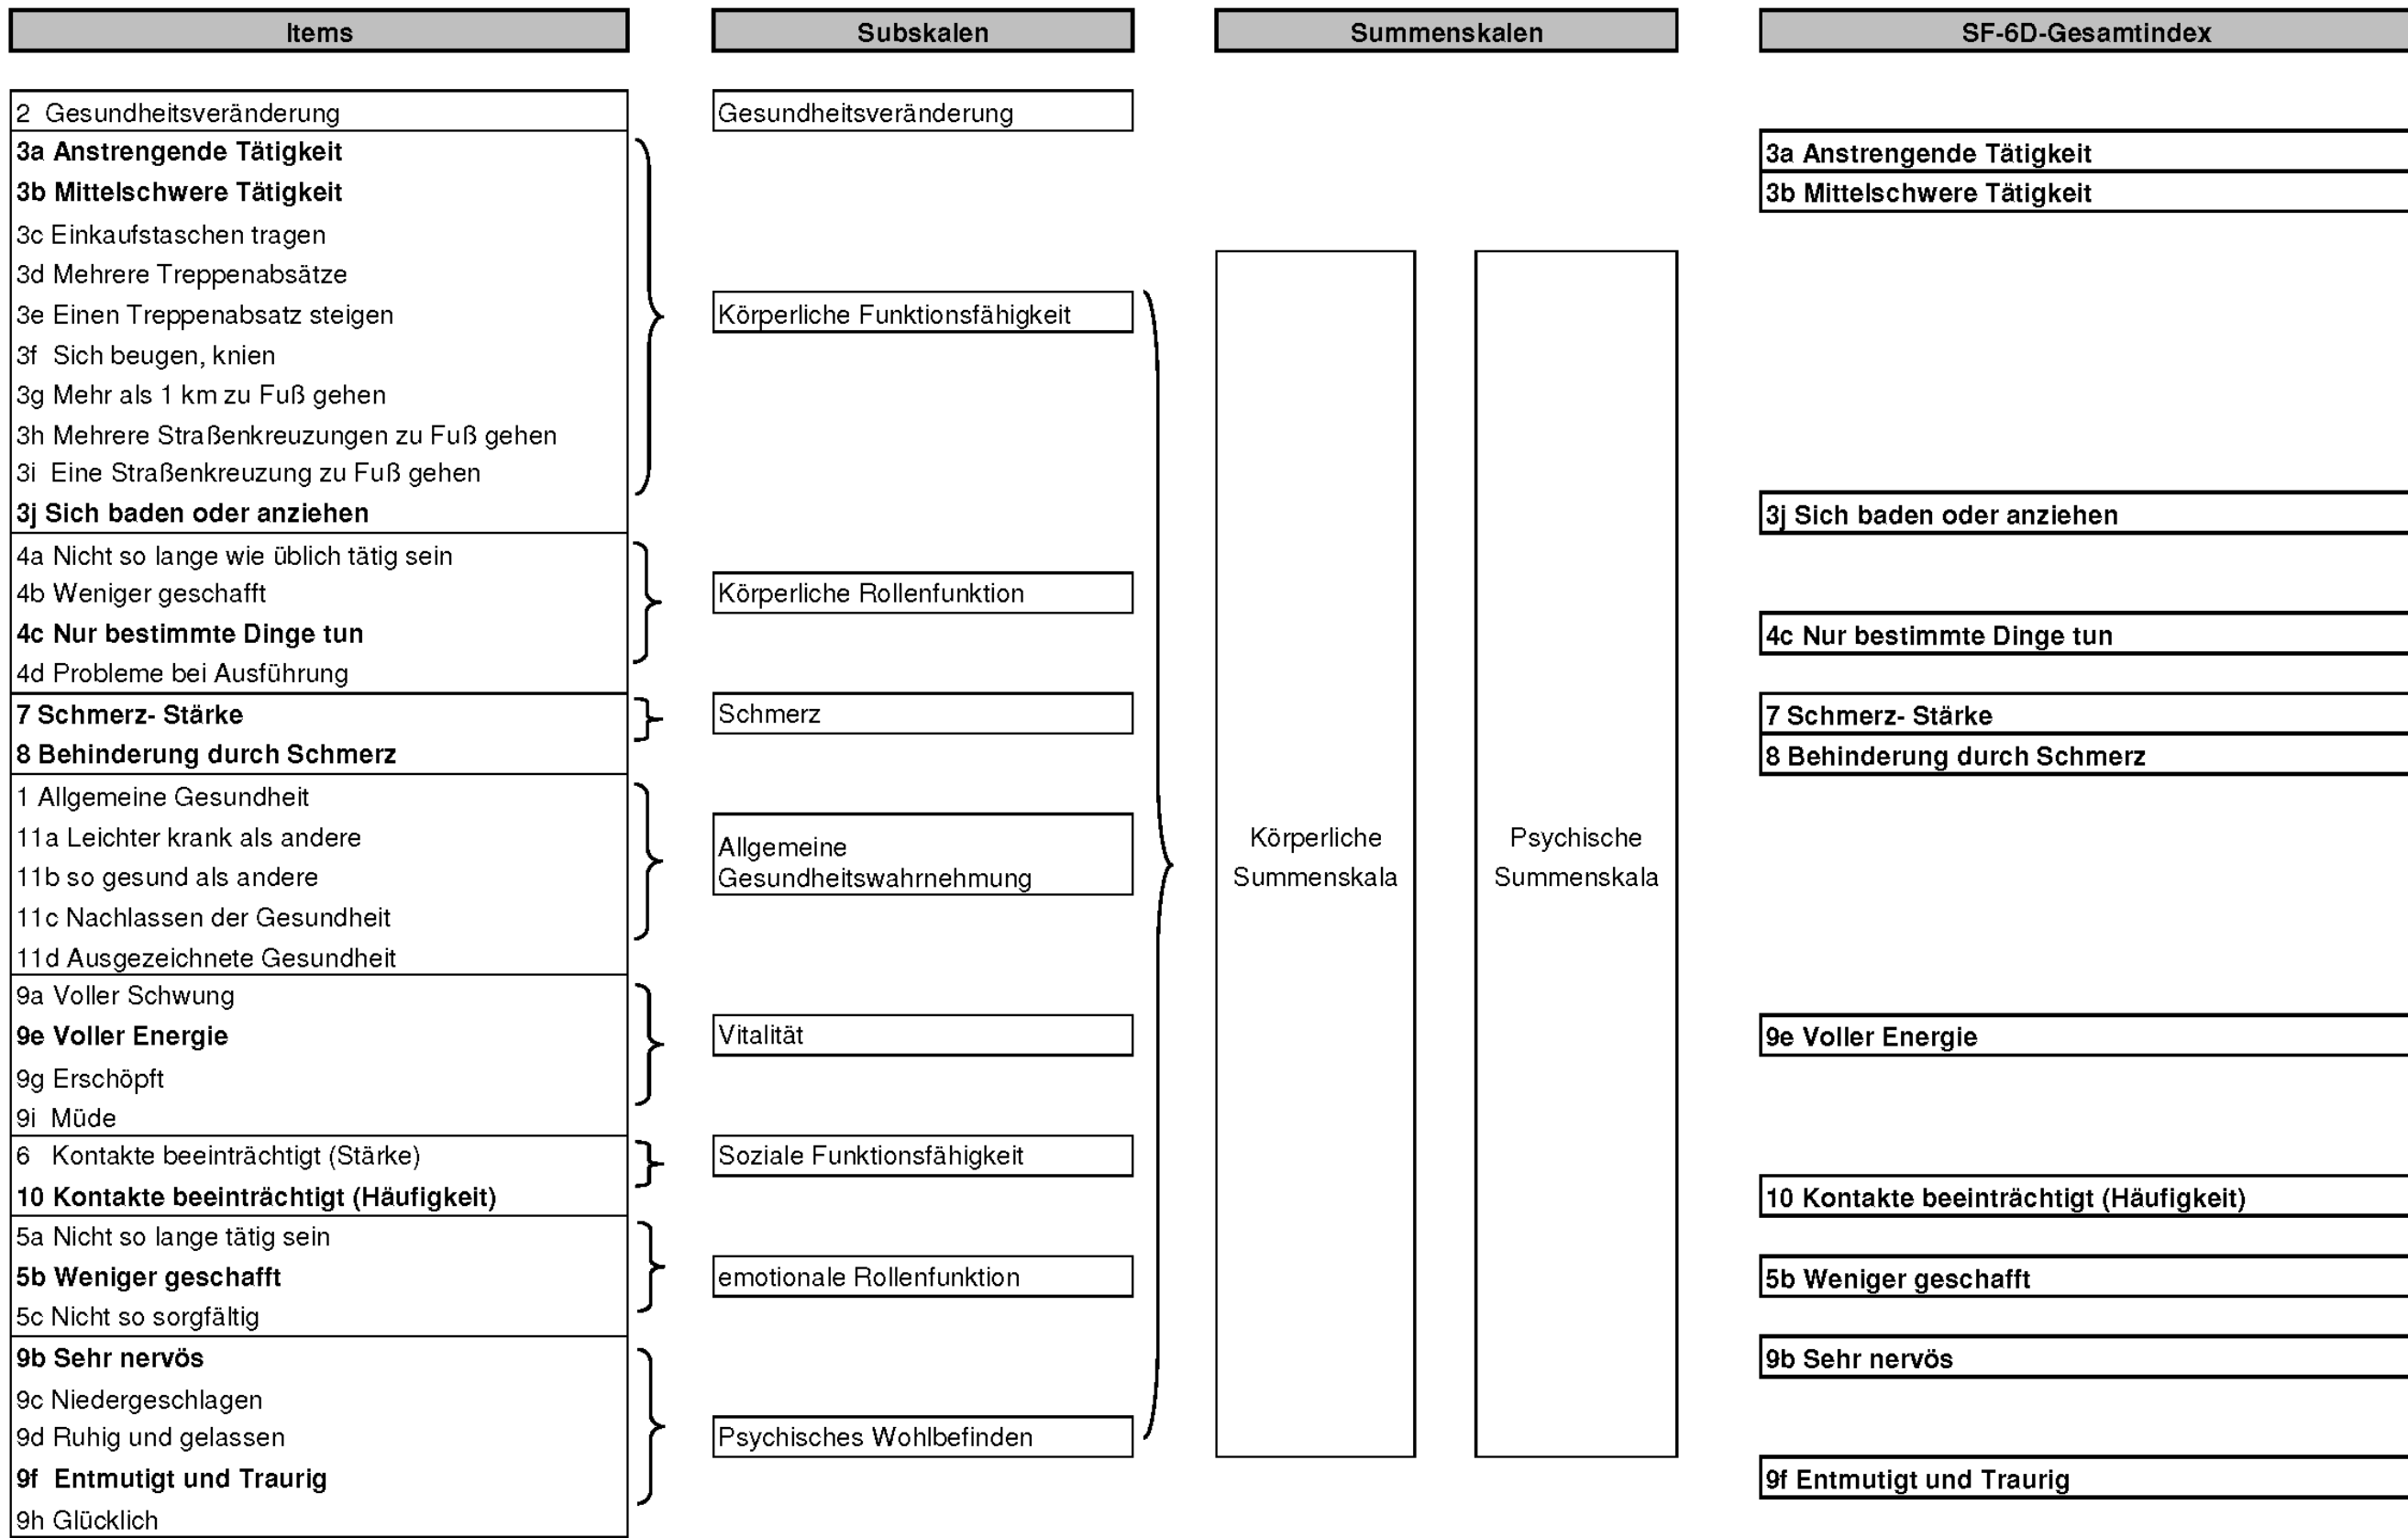 Items
Subskalen
Summenskalen
SF-6D-Gesamtindex
2 Gesundheitsveränderung
3a Anstrengende Tätigkeit
3b Mittelschwere Tätigkeit
3c Einkaufstaschen tragen
3d Mehrere Treppenabsätze
3e Einen Treppenabsatz steigen
3f Sich beugen, knien
3g Mehr als 1 km zu Fuß gehen
3h Mehrere Straßenkreuzungen zu Fuß gehen
3i Eine Straßenkreuzung zu Fuß gehen
3j Sich baden oder anziehen
4a Nicht so lange wie üblich tätig sein
4b Weniger geschafft
4c Nur bestimmte Dinge tun
4d Probleme bei Ausführung
7 Schmerz- Stärke
8 Behinderung durch Schmerz
1 Allgemeine Gesundheit
11a Leichter krank als andere
11b so gesund als andere
11c Nachlassen der Gesundheit
11d Ausgezeichnete Gesundheit
9a Voller Schwung
9e Voller Energie
9g Erschöpft
9i Müde
6 Kontakte beeinträchtigt (Stärke)
10 Kontakte beeinträchtigt (Häufigkeit)
5a Nicht so lange tätig sein
5b Weniger geschafft
5c Nicht so sorgfältig
9b Sehr nervös
9c Niedergeschlagen
9d Ruhig und gelassen
9f Entmutigt und Traurig
9h Glücklich
Gesundheitsveränderung
Körperliche Funktionsfähigkeit
Körperliche Rollenfunktion
Schmerz
Allgemeine
Gesundheitswahrnehmung
Vitalität
Soziale Funktionsfähigkeit
emotionale Rollenfunktion
Psychisches Wohlbefinden
Körperliche
Summenskala
Psychische
Summenskala
3a Anstrengende Tätigkeit
3b Mittelschwere Tätigkeit
3j Sich baden oder anziehen
4c Nur bestimmte Dinge tun
7 Schmerz- Stärke
8 Behinderung durch Schmerz
9e Voller Energie
10 Kontakte beeinträchtigt (Häufigkeit)
5b Weniger geschafft
9b Sehr nervös
9f Entmutigt und Traurig